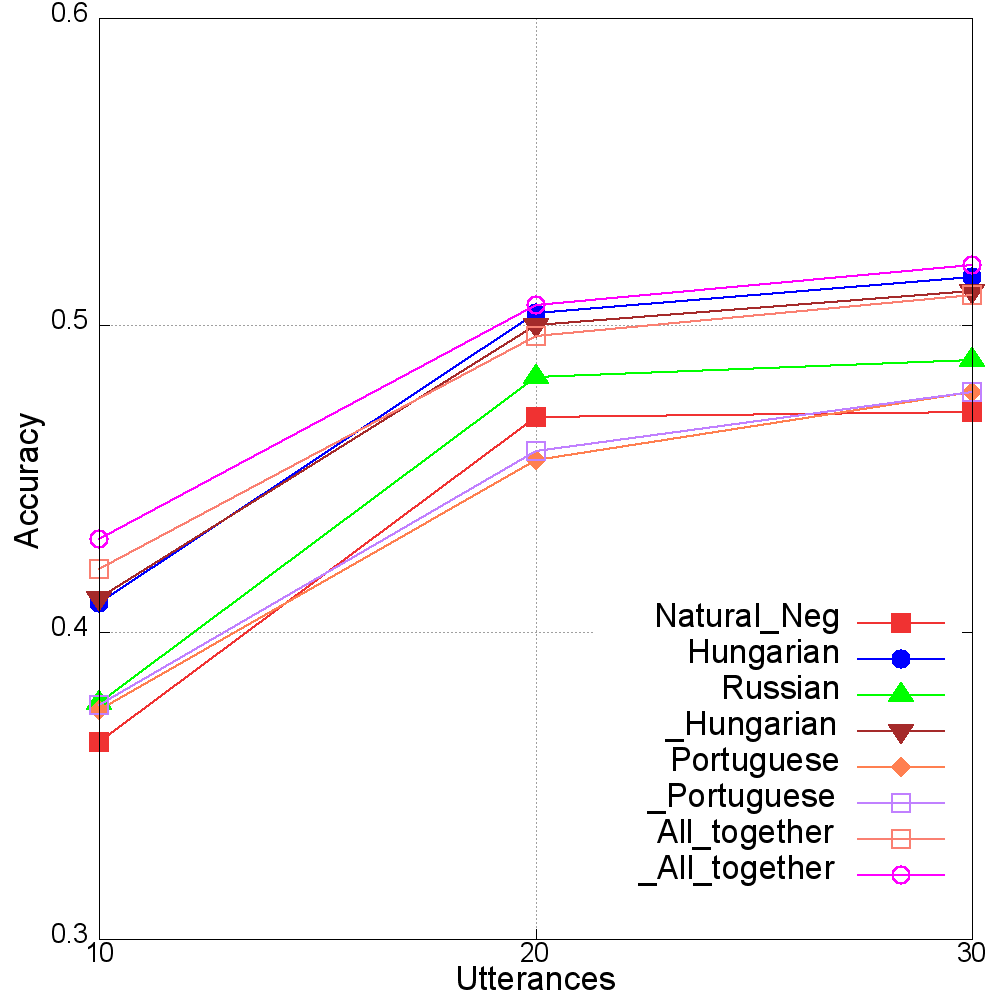 0.6
0.5
0.4
0.3
Accuracy
10
20
30
Utterances
Natural_Neg
Hungarian
Russian
_Hungarian
Portuguese
_Portuguese
All_together
_All_together